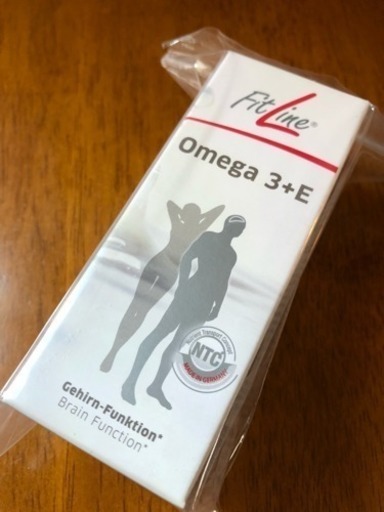 FitLine®
Omega 3+E
Nutrient Transport Concept
NTC®
MADE IN GERMANY
Gehirn-Funktion*
Brain Function*